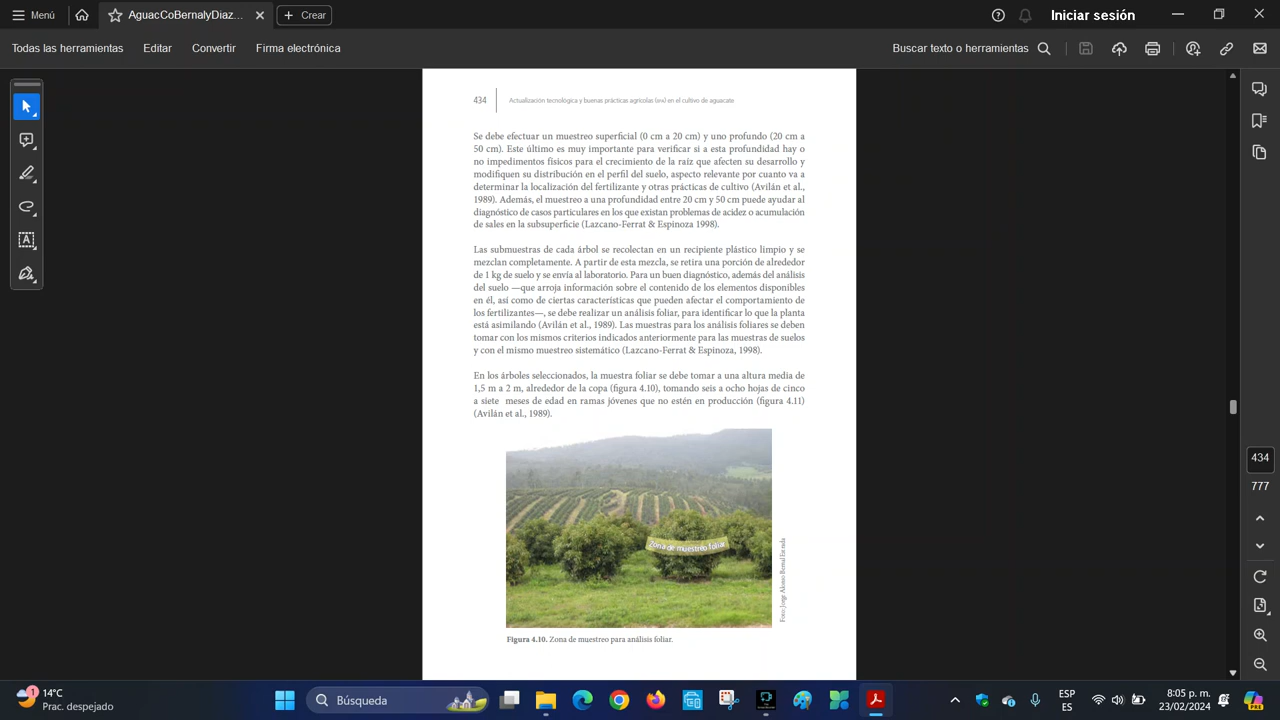 AguaCateCorbernalyDiaz...
Crear
Iniciar sesión
Todas las herramientas
Editar
Convertir
Firma electrónica
Buscar texto o herramientas
434
Actualización tecnológica y buenas prácticas agrícolas (BPA) en el cultivo de aguacate
Se debe efectuar un muestreo superficial (0 cm a 20 cm) y uno profundo (20 cm a
50 cm). Este último es muy importante para verificar si a esta profundidad hay o
no impedimentos físicos para el crecimiento de la raíz que afecten su desarrollo y
modifiquen su distribución en el perfil del suelo, aspecto relevante por cuanto va a
determinar la localización del fertilizante y otras prácticas de cultivo (Avilán et al.,
1989). Además, el muestreo a una profundidad entre 20 cm y 50 cm puede ayudar al
diagnóstico de casos particulares en los que existan problemas de acidez o acumulación
de sales en la subsuperficie (Lazcano-Ferrat & Espinoza 1998).
Las submuestras de cada árbol se recolectan en un recipiente plástico limpio y se
mezclan completamente. A partir de esta mezcla, se retira una porción de alrededor
de 1 kg de suelo y se envía al laboratorio. Para un buen diagnóstico, además del análisis
del suelo —que arroja información sobre el contenido de los elementos disponibles
en él, así como de ciertas características que pueden afectar el comportamiento de
los fertilizantes—, se debe realizar un análisis foliar, para identificar lo que la planta
está asimilando (Avilán et al., 1989). Las muestras para los análisis foliares se deben
tomar con los mismos criterios indicados anteriormente para las muestras de suelos
y con el mismo muestreo sistemático (Lazcano-Ferrat & Espinoza, 1998).
En los árboles seleccionados, la muestra foliar se debe tomar a una altura media de
1,5 m a 2 m, alrededor de la copa (figura 4.10), tomando seis a ocho hojas de cinco
a siete meses de edad en ramas jóvenes que no estén en producción (figura 4.11)
(Avilán et al., 1989).
Zona de muestreo foliar
Foto: Jorge Alonso Bernal Estrada
Figura 4.10. Zona de muestreo para análisis foliar.
434
777
Menú
1
14°C
Parc. nublado
Búsqueda
ESP
ES
22:05 p. m.